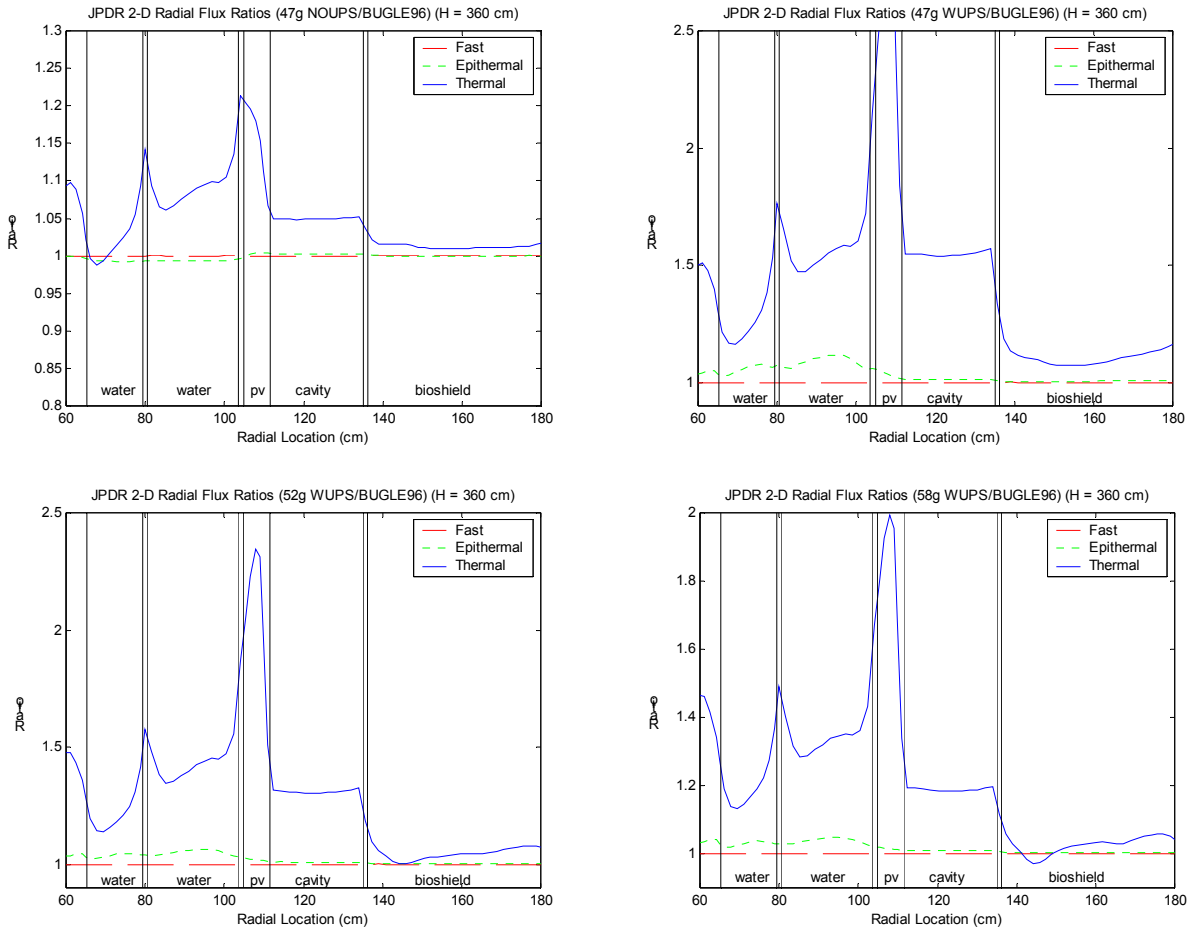 JPDR 2-D Radial Flux Ratios (47g NOUPS/BUGLE96) (H = 360 cm)
1.3
1.25
1.2
1.15
1.1
1.05
1
0.95
0.9
0.85
0.8
Ratio
Fast
Epithermal
Thermal
water water pv cavity bioshield
60 80 100 120 140 160 180
Radial Location (cm)
JPDR 2-D Radial Flux Ratios (47g WUPS/BUGLE96) (H = 360 cm)
2.5
2
1.5
1
Ratio
Fast
Epithermal
Thermal
water water pv cavity bioshield
60 80 100 120 140 160 180
Radial Location (cm)
JPDR 2-D Radial Flux Ratios (52g WUPS/BUGLE96) (H = 360 cm)
2.5
2
1.5
1
Ratio
Fast
Epithermal
Thermal
water water pv cavity bioshield
60 80 100 120 140 160 180
Radial Location (cm)
JPDR 2-D Radial Flux Ratios (58g WUPS/BUGLE96) (H = 360 cm)
2
1.8
1.6
1.4
1.2
1
Ratio
Fast
Epithermal
Thermal
water water pv cavity bioshield
60 80 100 120 140 160 180
Radial Location (cm)